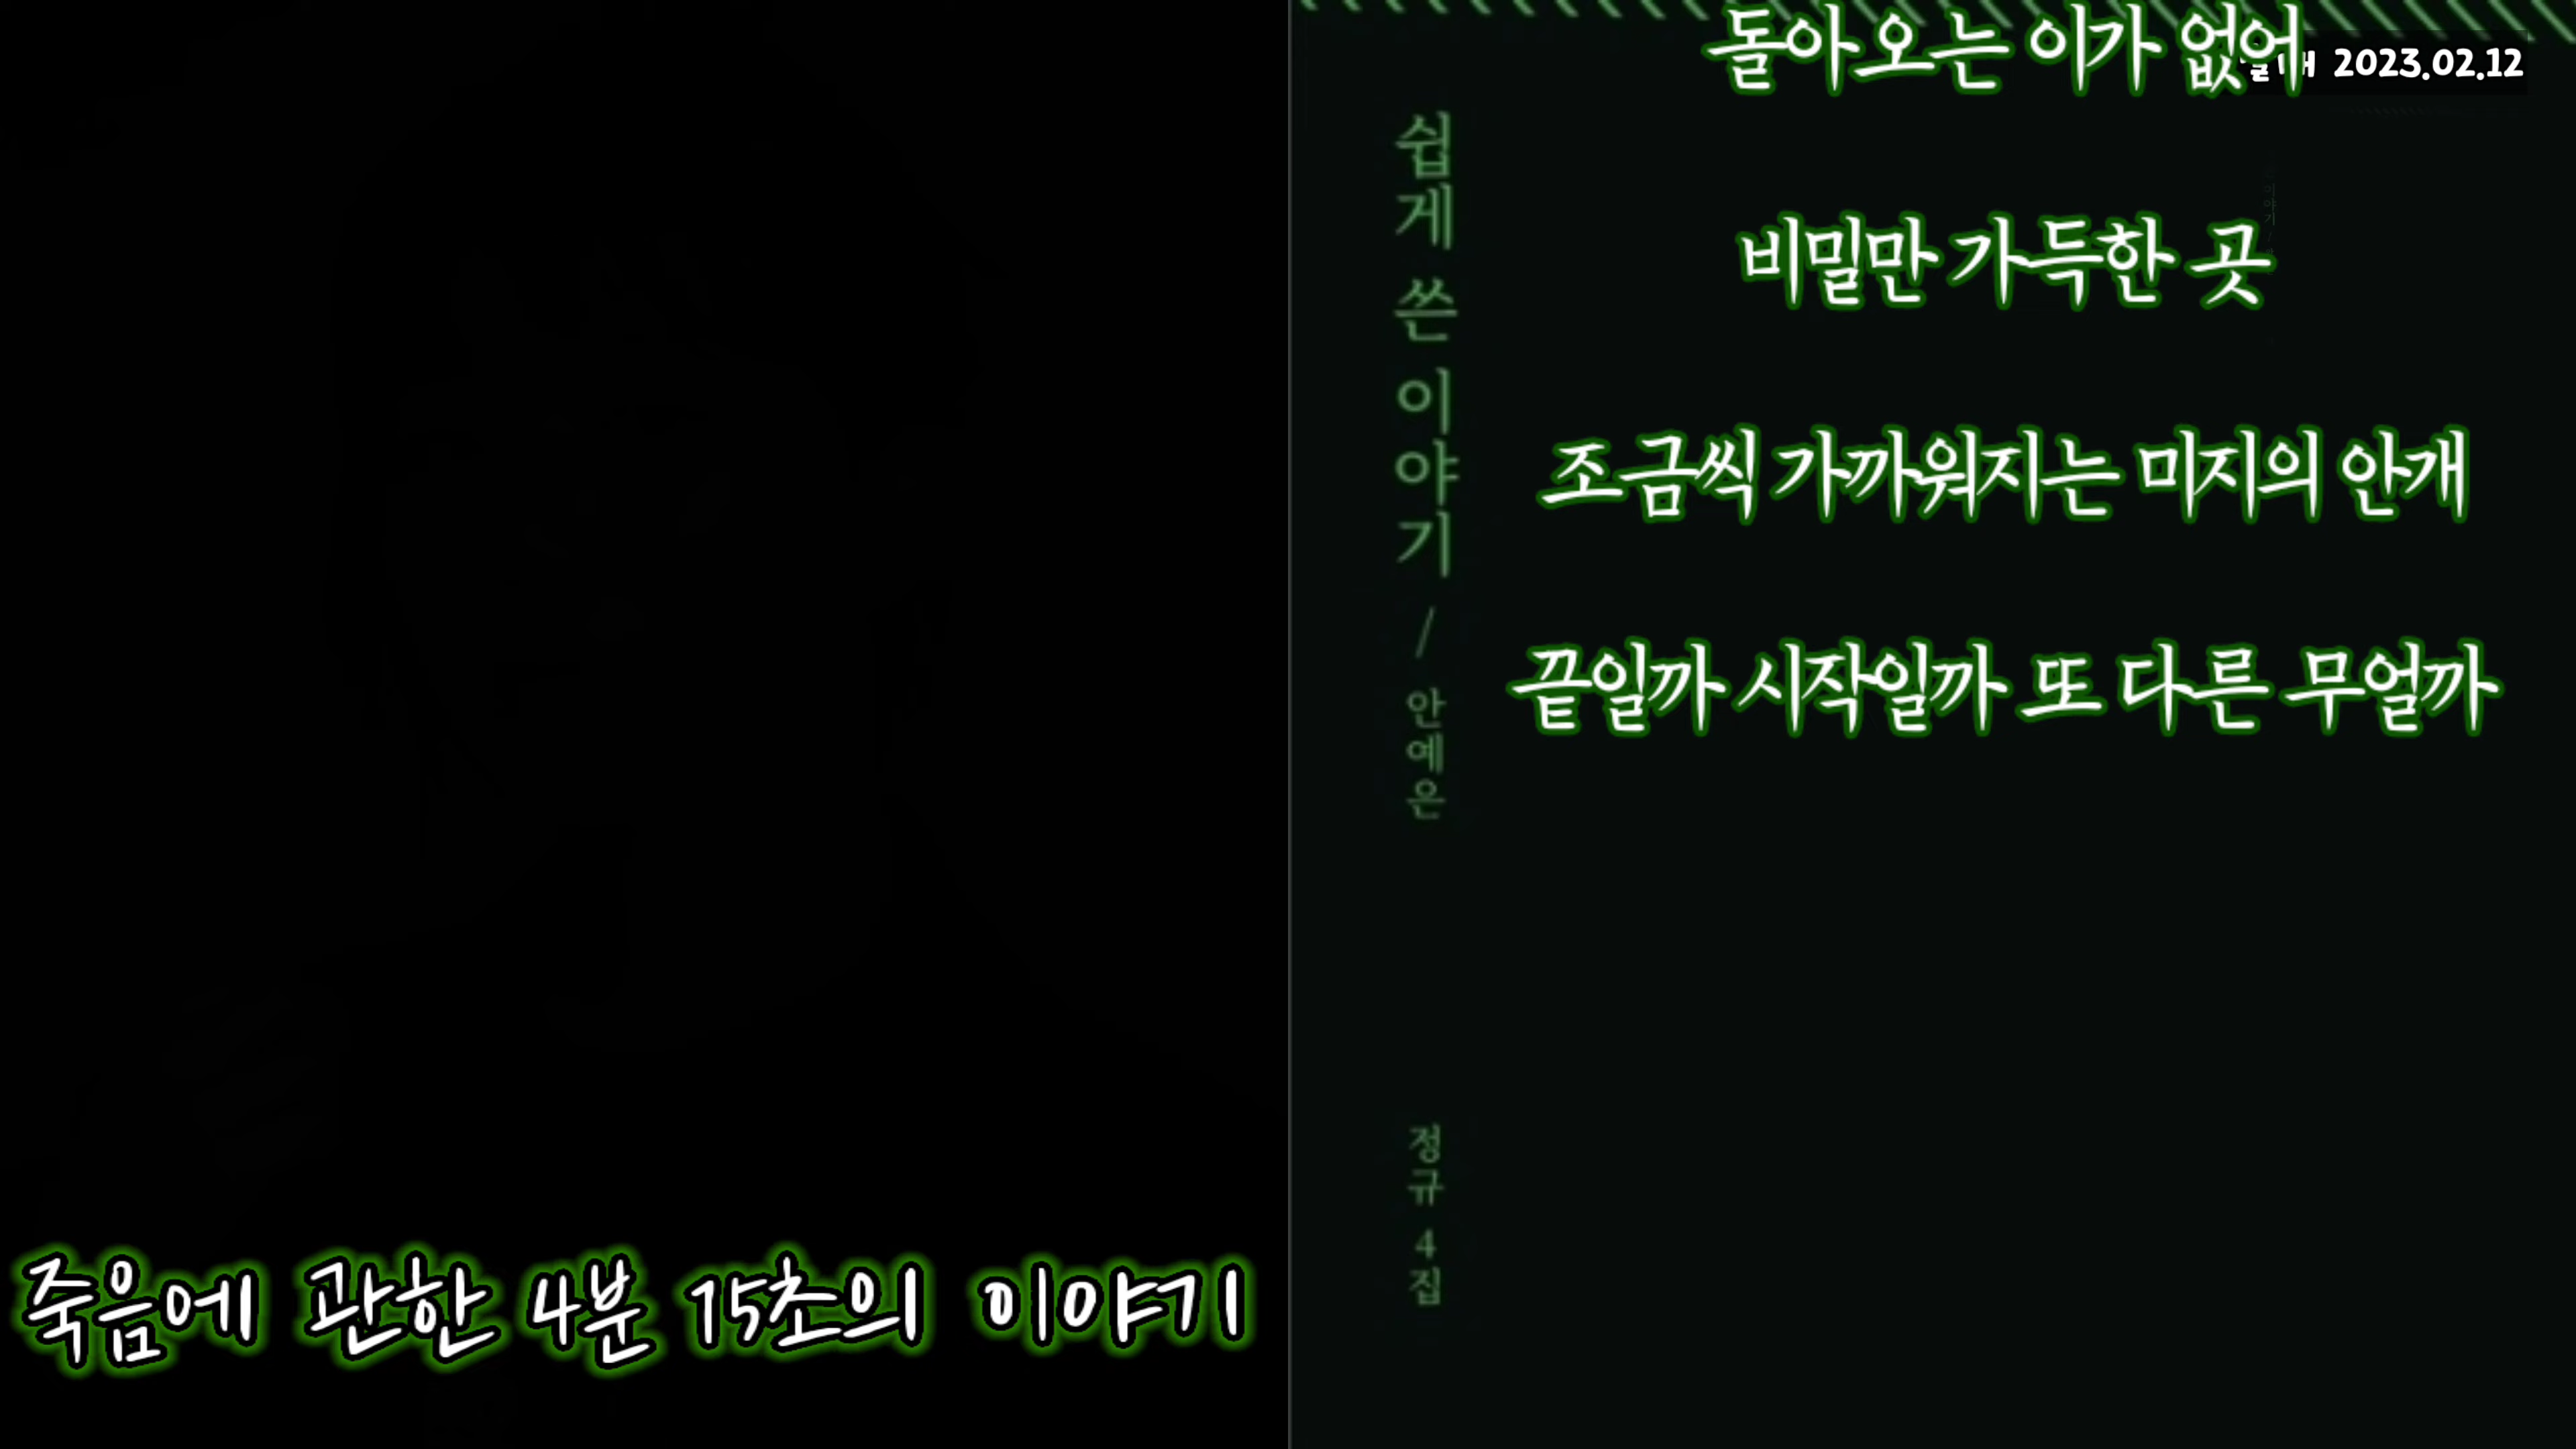 돌아오는 이가 없어
2023.02.12
비밀만 가득한 곳
조금씩 가까워지는 미지의 안개
끝일까 시작일까 또 다른 무얼까
쉽게 쓴 이야기 / 안예은
정규 4집
죽음에 관한 4분 15초의 이야기